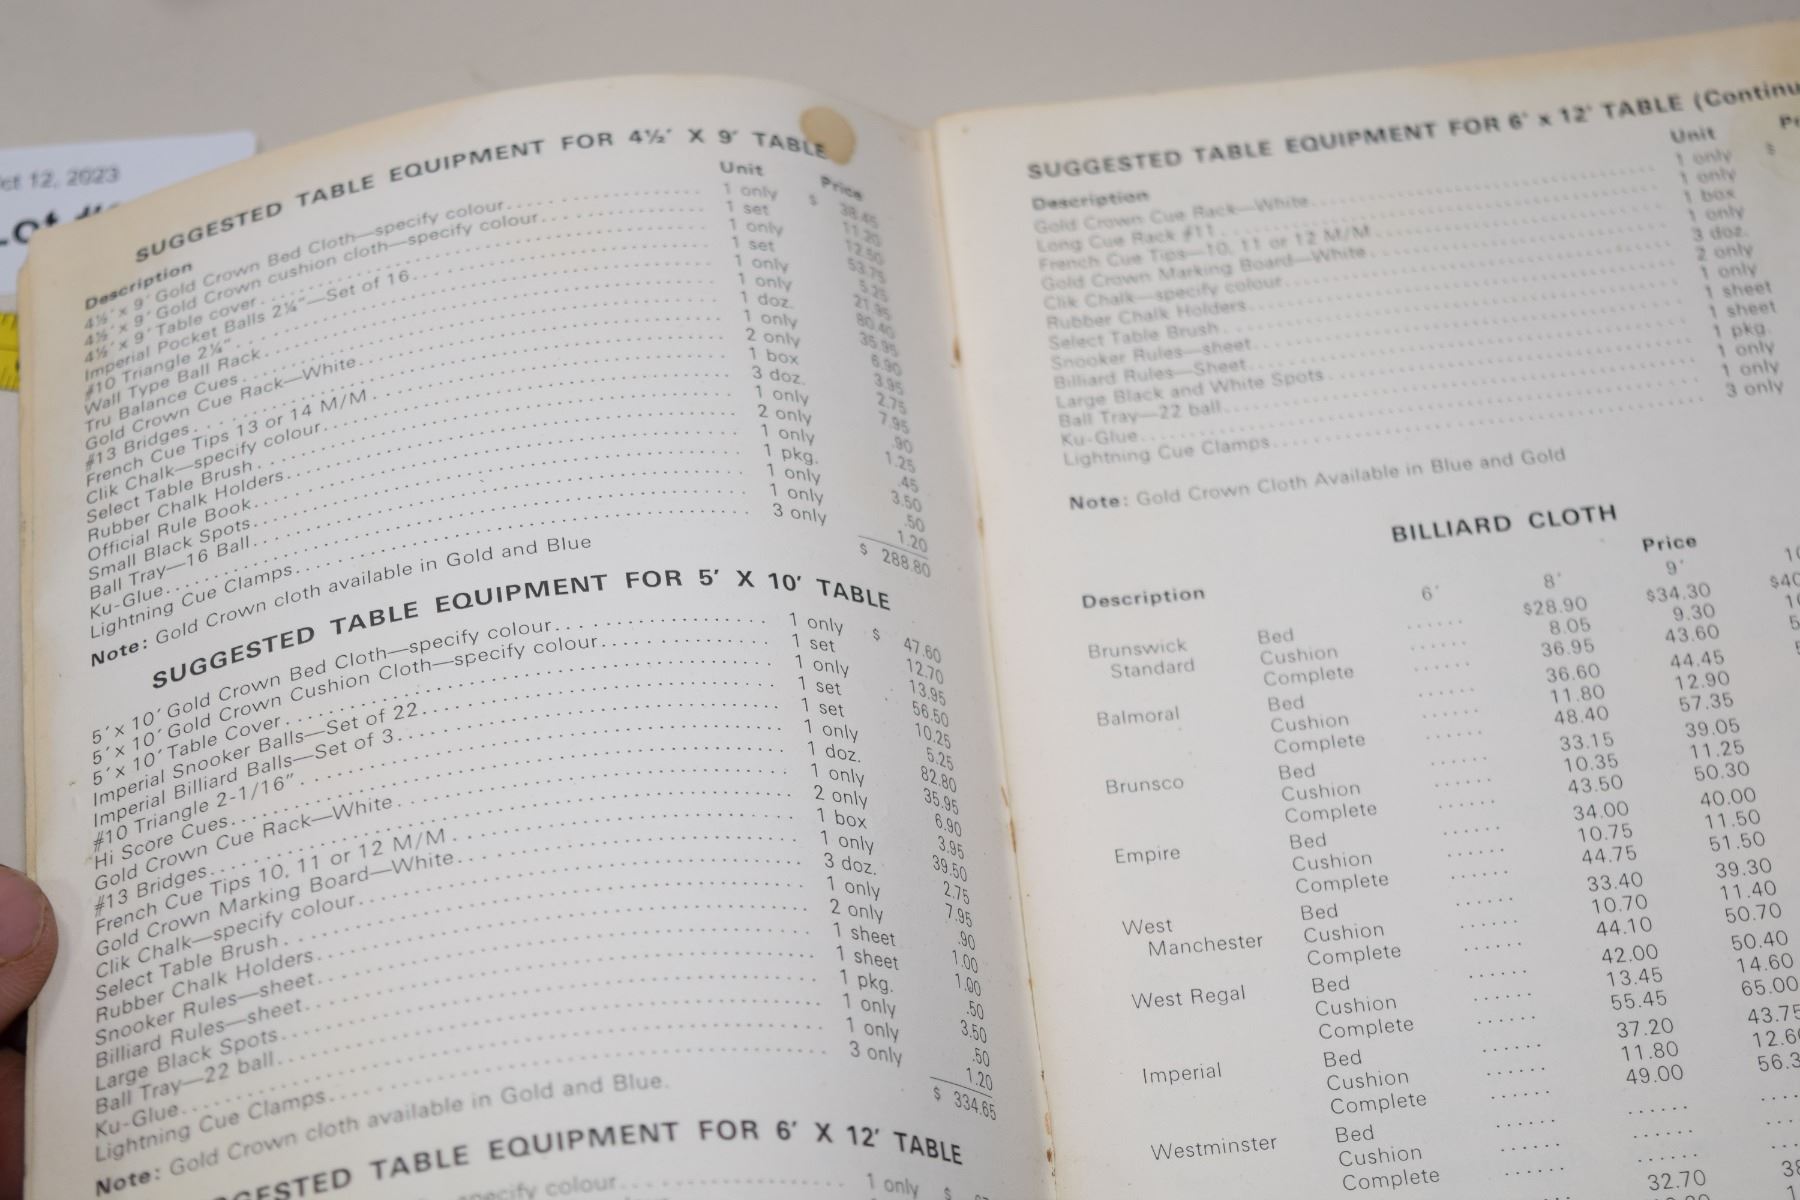 ct 12, 2023
SUGGESTED TABLE EQUIPMENT FOR 4½' X 9' TABLE
Description Unit Price
4½' x 9' Gold Crown Bed Cloth—specify colour 1 only $ 38.45
4½' x 9' Gold Crown cushion cloth—specify colour 1 set 11.20
4½' x 9' Table cover 1 only 12.50
Imperial Pocket Balls 2¼"—Set of 16 1 set 53.75
#10 Triangle 2¼" 1 only 5.25
Wall Type Ball Rack 1 only 21.95
Tru Balance Cues 1 doz. 80.40
Gold Crown Cue Rack—White 1 only 35.95
#13 Bridges 2 only 6.90
French Cue Tips 13 or 14 M/M 1 box 3.95
Clik Chalk—specify colour 3 doz. 2.75
Select Table Brush 1 only 7.95
Rubber Chalk Holders 2 only .90
Official Rule Book 1 only 1.25
Small Black Spots 1 pkg. .45
Ball Tray—16 Ball 1 only 3.50
Ku-Glue 1 only .50
Lightning Cue Clamps 3 only 1.20
$ 288.80
Note: Gold Crown cloth available in Gold and Blue
SUGGESTED TABLE EQUIPMENT FOR 5' X 10' TABLE
5' x 10' Gold Crown Bed Cloth—specify colour 1 only $ 47.60
5' x 10' Gold Crown Cushion Cloth—specify colour 1 set 12.70
5' x 10' Table Cover 1 only 13.95
Imperial Snooker Balls—Set of 22 1 set 56.50
Imperial Billiard Balls—Set of 3 1 set 10.25
#10 Triangle 2-1/16" 1 only 5.25
Hi Score Cues 1 doz. 82.80
Gold Crown Cue Rack—White 1 only 35.95
#13 Bridges 2 only 6.90
French Cue Tips 10, 11 or 12 M/M 1 box 3.95
Gold Crown Marking Board—White 1 only 39.50
Clik Chalk—specify colour 3 doz. 2.75
Select Table Brush 1 only 7.95
Rubber Chalk Holders 2 only .90
Snooker Rules—sheet 1 sheet 1.00
Billiard Rules—sheet 1 sheet 1.00
Large Black Spots 1 pkg. .50
Ball Tray—22 ball 1 only 3.50
Ku-Glue 1 only .50
Lightning Cue Clamps 3 only 1.20
$ 334.65
Note: Gold Crown cloth available in Gold and Blue.
GESTED TABLE EQUIPMENT FOR 6' X 12' TABLE
specify colour 1 only $
SUGGESTED TABLE EQUIPMENT FOR 6' x 12' TABLE (Continu
Description Unit P
Gold Crown Cue Rack—White 1 only $
Long Cue Rack #11 1 only
French Cue Tips—10, 11 or 12 M/M 1 box
Gold Crown Marking Board—White 1 only
Clik Chalk—specify colour 3 doz.
Rubber Chalk Holders 2 only
Select Table Brush 1 only
Snooker Rules—sheet 1 sheet
Billiard Rules—Sheet 1 sheet
Large Black and White Spots 1 pkg.
Ball Tray—22 ball 1 only
Ku-Glue 1 only
Lightning Cue Clamps 3 only
Note: Gold Crown Cloth Available in Blue and Gold
BILLIARD CLOTH
Price
Description 6' 8' 9' 10
Brunswick Bed ...... $28.90 $34.30 $40
Standard Cushion ...... 8.05 9.30 10
Complete ...... 36.95 43.60 5
Balmoral Bed ...... 36.60 44.45
Cushion ...... 11.80 12.90
Complete ...... 48.40 57.35
Brunsco Bed ...... 33.15 39.05
Cushion ...... 10.35 11.25
Complete ...... 43.50 50.30
Empire Bed ...... 34.00 40.00
Cushion ...... 10.75 11.50
Complete ...... 44.75 51.50
West Bed ...... 33.40 39.30
Manchester Cushion ...... 10.70 11.40
Complete ...... 44.10 50.70
West Regal Bed ...... 42.00 50.40
Cushion ...... 13.45 14.60
Complete ...... 55.45 65.00
Imperial Bed ...... 37.20 43.75
Cushion ...... 11.80 12.6
Complete ...... 49.00 56.3
Westminster Bed ......
Cushion ......
Complete ......
32.70 38